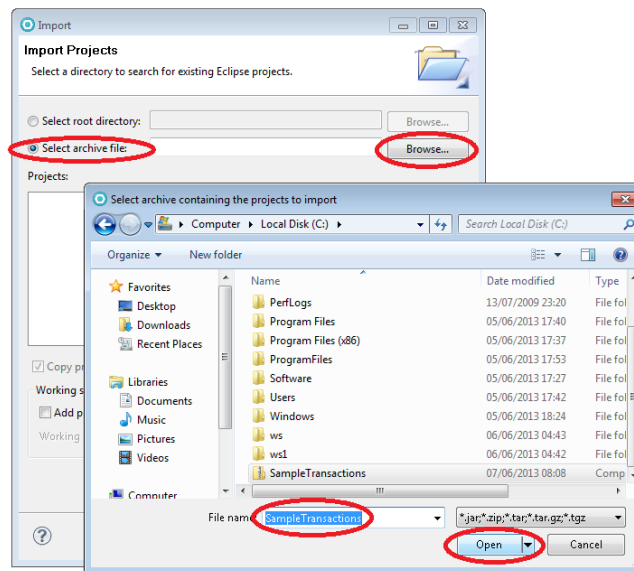 Import
Import Projects
Select a directory to search for existing Eclipse projects.
Select root directory:
Browse...
Select archive file:
Browse...
Projects:
Select archive containing the projects to import
Computer Local Disk (C:)
Search Local Disk (C:)
Organize New folder
Favorites
Desktop
Downloads
Recent Places
Libraries
Documents
Music
Pictures
Videos
Computer
Name Date modified Type
PerfLogs 13/07/2009 23:20 File fol
Program Files 05/06/2013 17:40 File fol
Program Files (x86) 05/06/2013 17:37 File fol
ProgramFiles 05/06/2013 17:53 File fol
Software 05/06/2013 17:27 File fol
Users 05/06/2013 17:42 File fol
Windows 05/06/2013 18:24 File fol
ws 06/06/2013 04:43 File fol
ws1 06/06/2013 04:42 File fol
SampleTransactions 07/06/2013 08:08 Comp
Copy pr
Working s
Add p
Working
File nam SampleTransactions
*.jar;*.zip;*.tar;*.tar.gz;*.tgz
Open Cancel